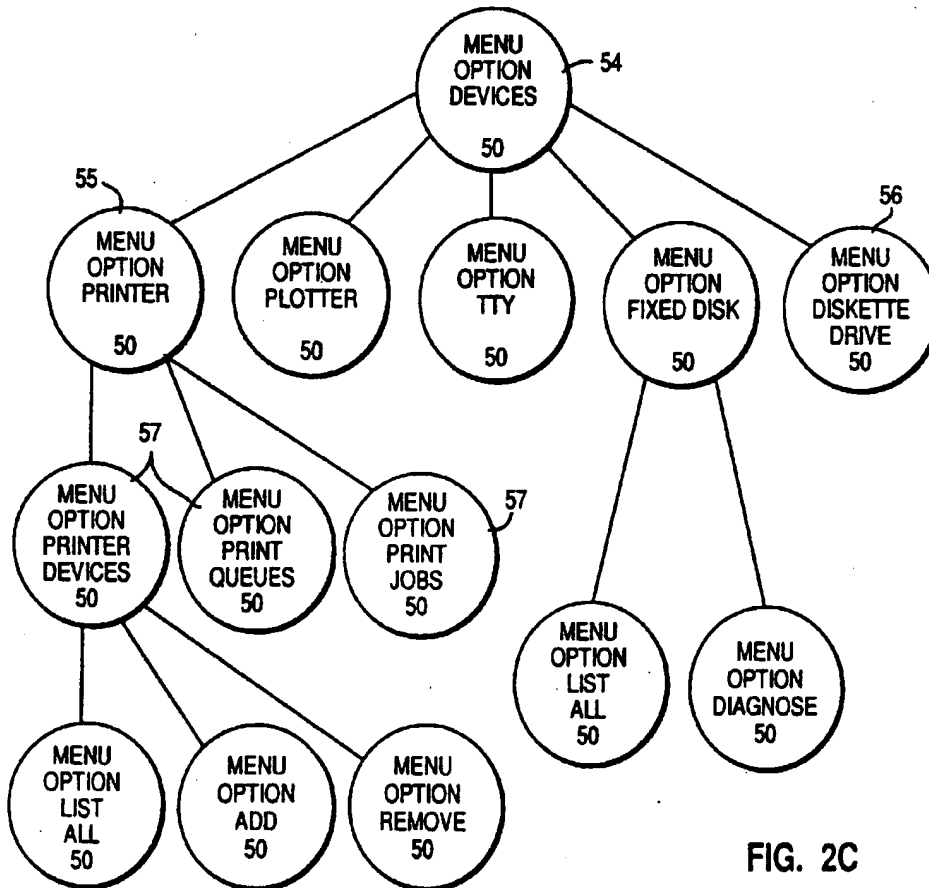 MENU
OPTION
DEVICES
50
54
55
MENU
OPTION
PRINTER
50
MENU
OPTION
PLOTTER
50
MENU
OPTION
TTY
50
MENU
OPTION
FIXED DISK
50
56
MENU
OPTION
DISKETTE
DRIVE
50
57
MENU
OPTION
PRINTER
DEVICES
50
MENU
OPTION
PRINT
QUEUES
50
57
MENU
OPTION
PRINT
JOBS
50
MENU
OPTION
LIST
ALL
50
MENU
OPTION
DIAGNOSE
50
MENU
OPTION
LIST
ALL
50
MENU
OPTION
ADD
50
MENU
OPTION
REMOVE
50
FIG. 2C